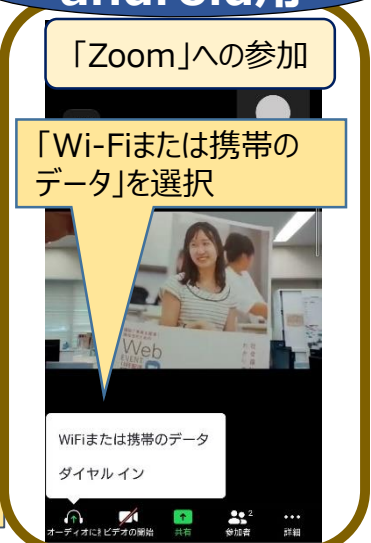 android用
「Zoom」への参加
「Wi-Fiまたは携帯の
データ」を選択
Web
EVENT
WiFiまたは携帯のデータ
ダイヤル イン
オーディオに ビデオの開始 共有 参加者 2 詳細